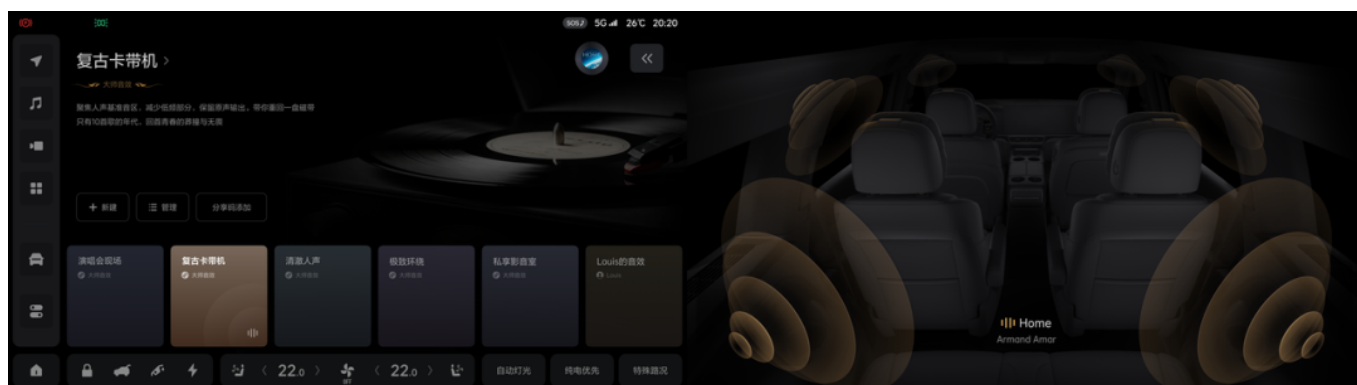 SOS 5G 26℃ 20:20
复古卡带机
大师音效
聚焦人声基准音区，减少低频部分，保留原声输出，带你重回一盘磁带
只有10首歌的年代，回首青春的莽撞与无畏
新建 管理 分享码添加
演唱会现场 复古卡带机 清澈人声 极致环绕 私享影音室 Louis的音效
大师音效 大师音效 大师音效 大师音效 大师音效 Louis
Home
Armand Amar
22.0 OFF 22.0 自动灯光 纯电优先 特殊路况